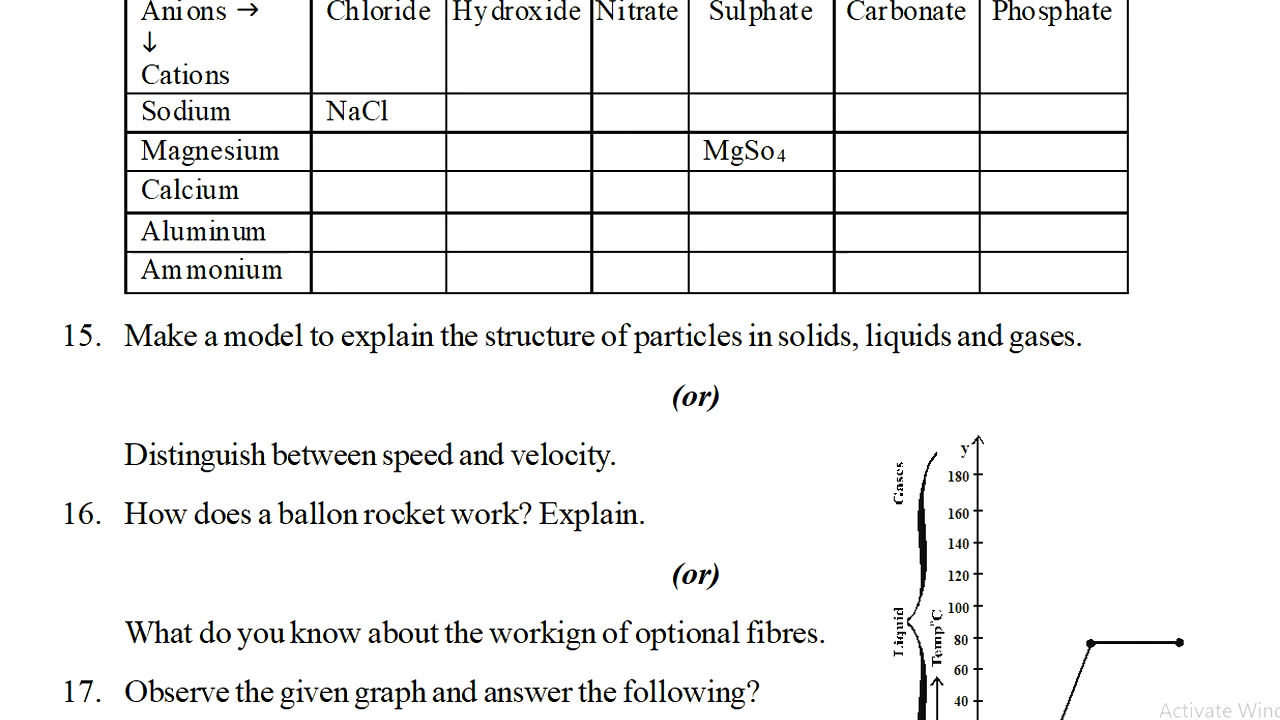 Anions → Chloride Hydroxide Nitrate Sulphate Carbonate Phosphate
↓
Cations
Sodium NaCl
Magnesium MgSo₄
Calcium
Aluminum
Ammonium
15. Make a model to explain the structure of particles in solids, liquids and gases.
(or)
Distinguish between speed and velocity.
16. How does a ballon rocket work? Explain.
(or)
What do you know about the workign of optional fibres.
17. Observe the given graph and answer the following?
y
180
160
140
120
100
80
60
40
Gases
Liquid
Temp°C
Activate Wind